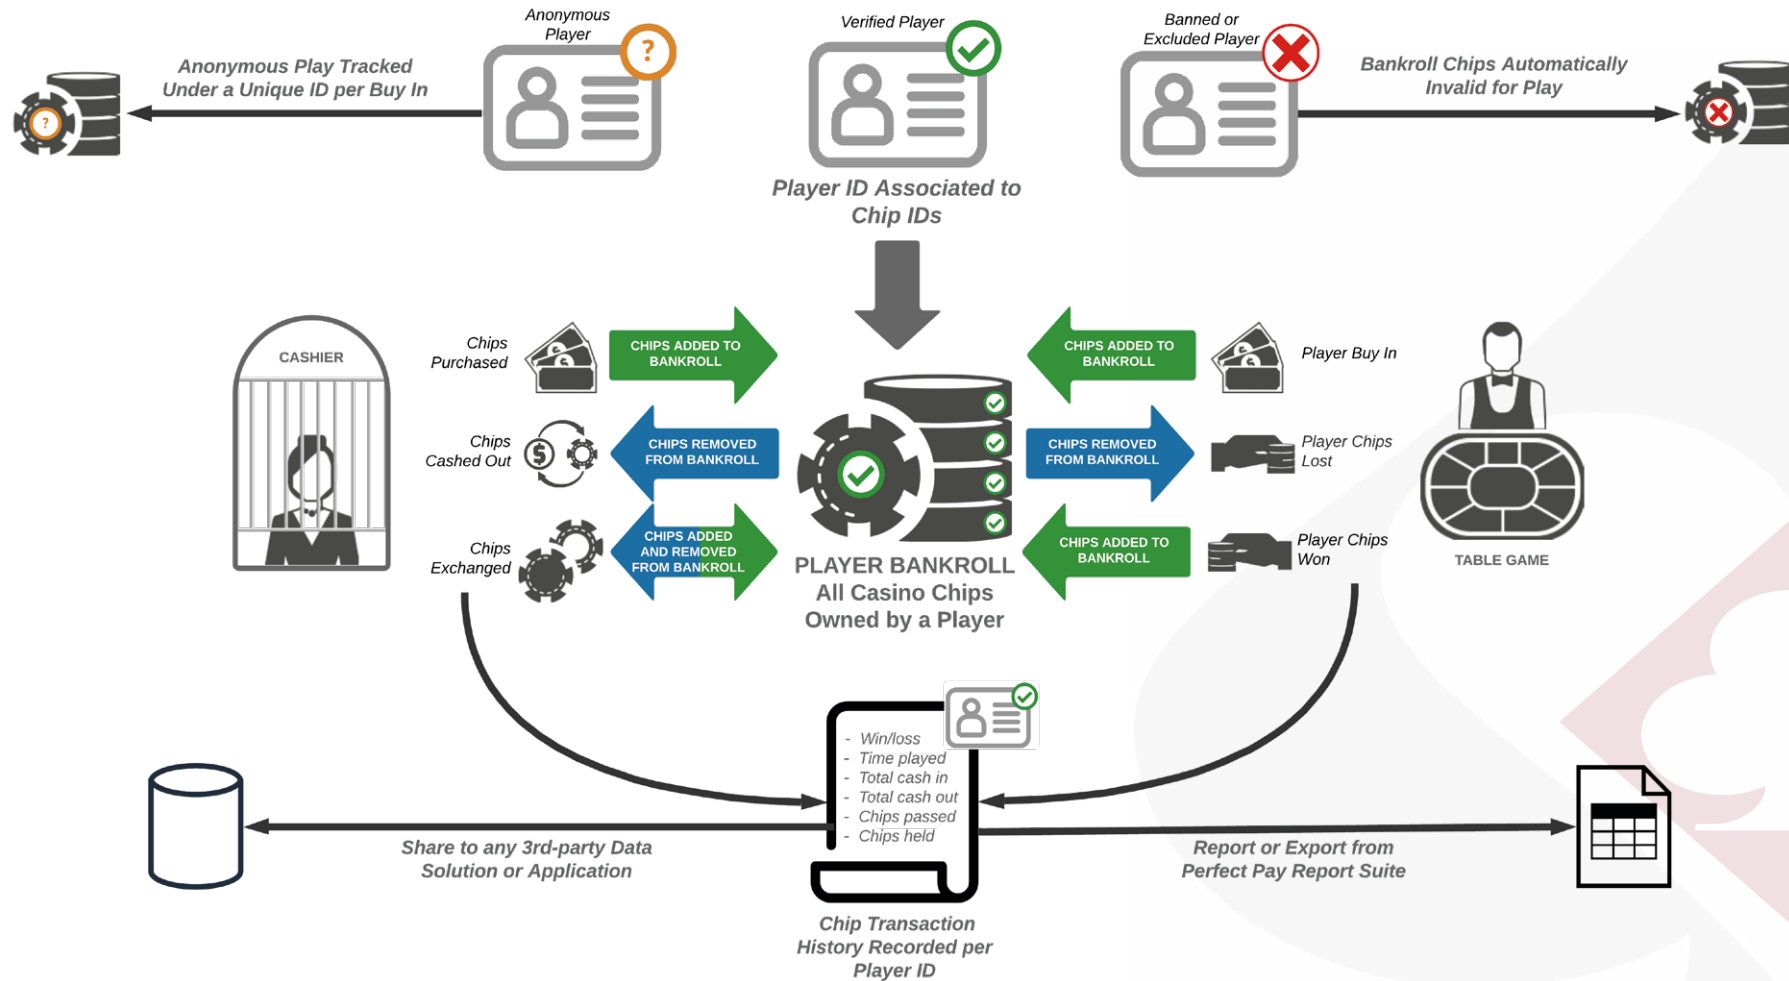 Anonymous
Player
Verified Player
Banned or
Excluded Player
?
Anonymous Play Tracked
Under a Unique ID per Buy In
?
Bankroll Chips Automatically
Invalid for Play
Player ID Associated to
Chip IDs
CASHIER
Chips
Purchased
CHIPS ADDED TO
BANKROLL
Chips
Cashed Out
$
CHIPS REMOVED
FROM BANKROLL
Chips
Exchanged
CHIPS ADDED
AND REMOVED
FROM BANKROLL
CHIPS ADDED TO
BANKROLL
Player Buy In
CHIPS REMOVED
FROM BANKROLL
Player Chips
Lost
CHIPS ADDED TO
BANKROLL
Player Chips
Won
TABLE GAME
PLAYER BANKROLL
All Casino Chips
Owned by a Player
- Win/loss
- Time played
- Total cash in
- Total cash out
- Chips passed
- Chips held
Share to any 3rd-party Data
Solution or Application
Report or Export from
Perfect Pay Report Suite
Chip Transaction
History Recorded per
Player ID